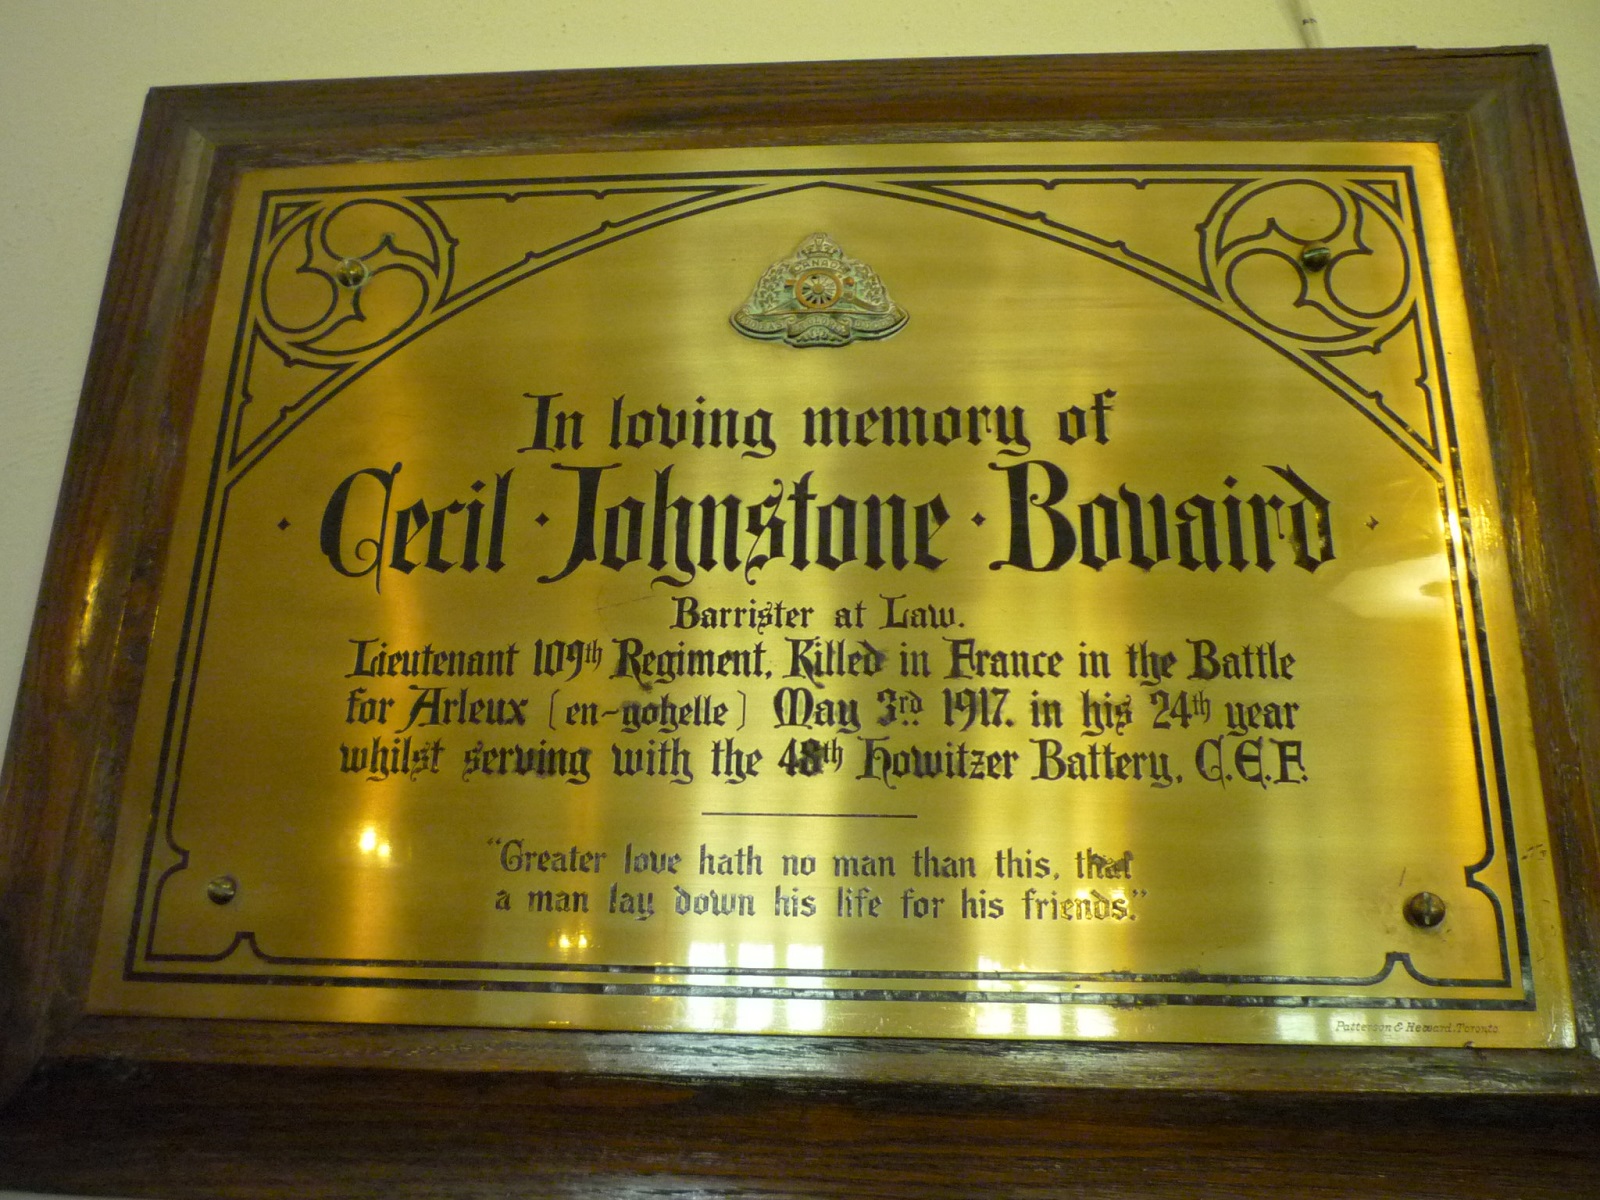 CANADA
In loving memory of
Cecil · Johnstone · Bovaird
Barrister at Law.
Lieutenant 109th Regiment, Killed in France in the Battle
for Arleux (en-gohelle) May 3rd 1917. in his 24th year
whilst serving with the 48th Howitzer Battery, C.E.F.
"Greater love hath no man than this, that
a man lay down his life for his friends."
Patterson & Heward. Toronto